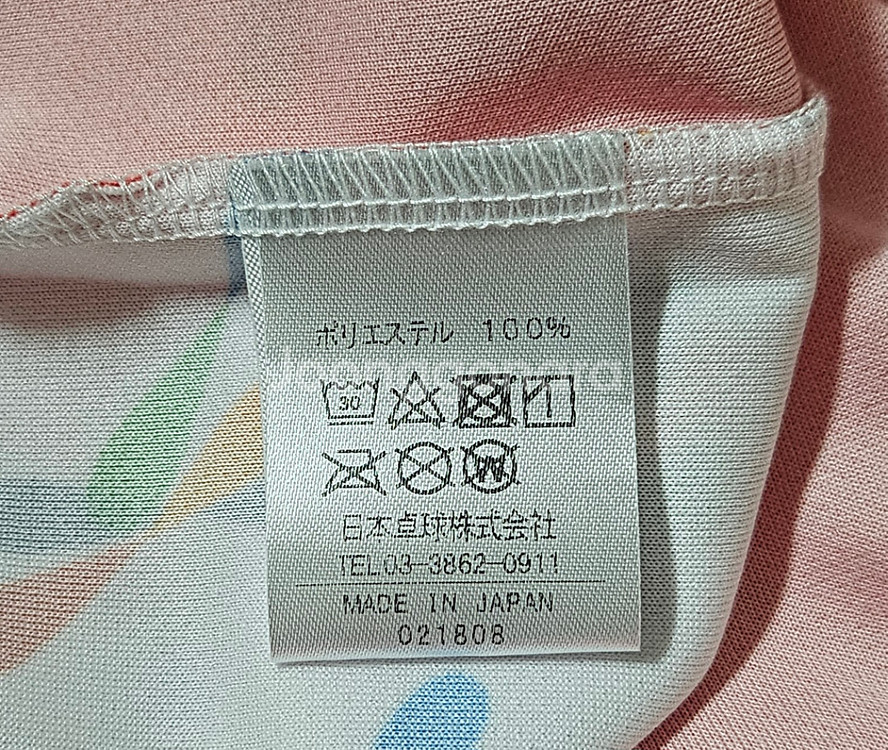 ポリエステル 100%
30
W
日本卓球株式会社
TEL03-3862-0911
MADE IN JAPAN
021808